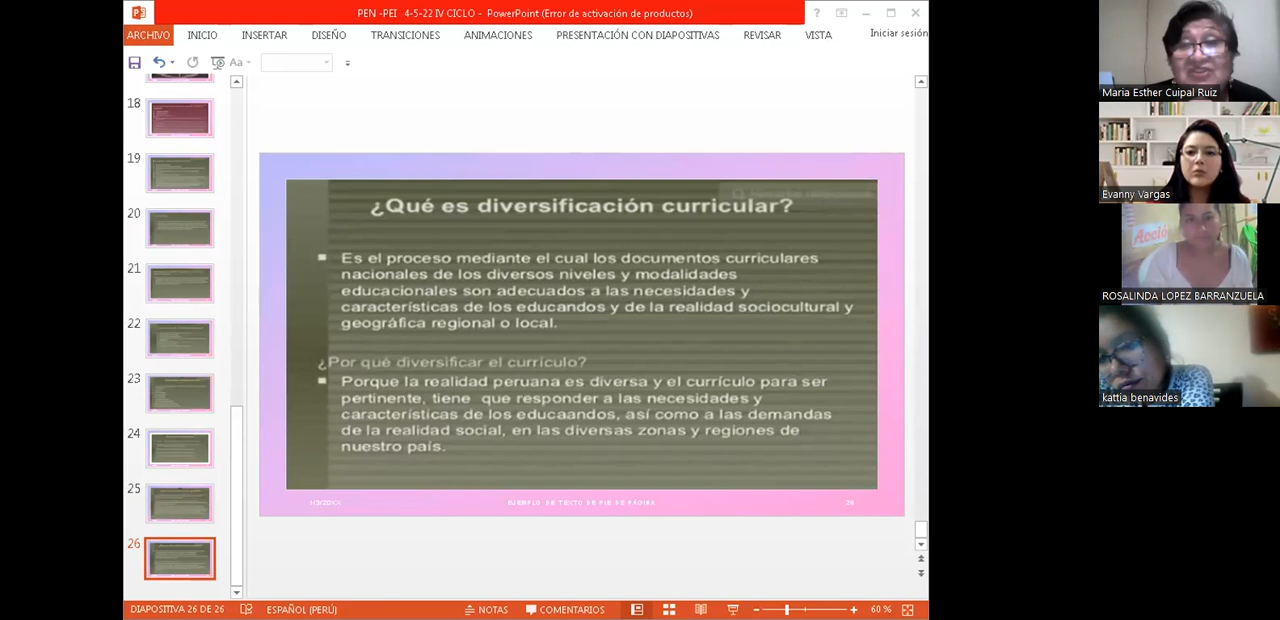 PEN -PEI 4-5-22 IV CICLO - PowerPoint (Error de activación de productos)
?
ARCHIVO INICIO INSERTAR DISEÑO TRANSICIONES ANIMACIONES PRESENTACIÓN CON DIAPOSITIVAS REVISAR VISTA Iniciar sesión
Aa
18
19
20
21
22
23
24
25
26
¿Qué es diversificación curricular?
Es el proceso mediante el cual los documentos curriculares
nacionales de los diversos niveles y modalidades
educacionales son adecuados a las necesidades y
características de los educandos y de la realidad sociocultural y
geográfica regional o local.
¿Por qué diversificar el currículo?
Porque la realidad peruana es diversa y el currículo para ser
pertinente, tiene que responder a las necesidades y
características de los educaandos, así como a las demandas
de la realidad social, en las diversas zonas y regiones de
nuestro país.
EJEMPLO DE TEXTO DE PIE DE PÁGINA
26
DIAPOSITIVA 26 DE 26 ESPAÑOL (PERÚ) NOTAS COMENTARIOS 60 %
Maria Esther Cuipal Ruiz
Evanny Vargas
Acción
ROSALINDA LOPEZ BARRANZUELA
kattia benavides